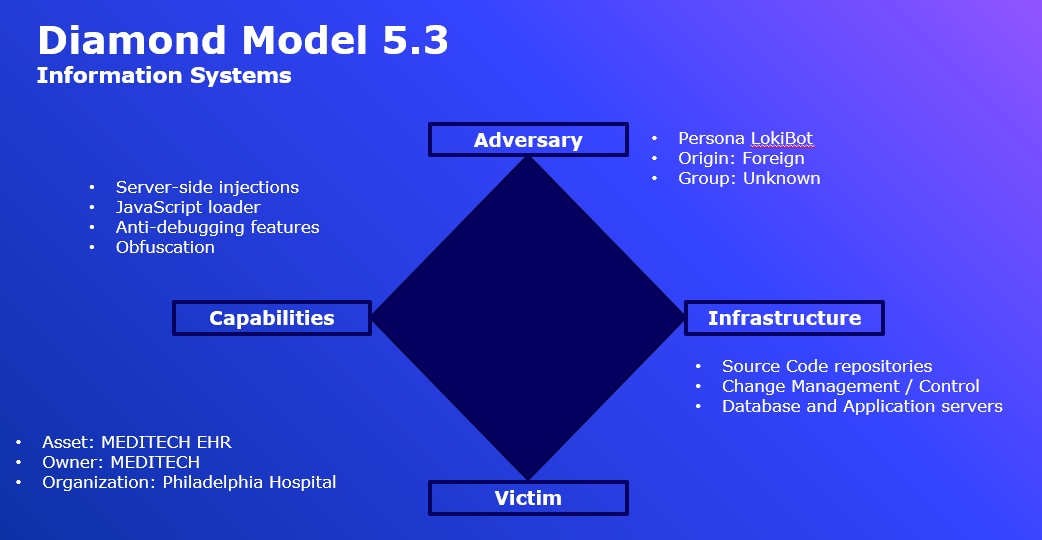 Diamond Model 5.3
Information Systems
Adversary
• Persona LokiBot
• Origin: Foreign
• Group: Unknown
• Server-side injections
• JavaScript loader
• Anti-debugging features
• Obfuscation
Capabilities
Infrastructure
• Source Code repositories
• Change Management / Control
• Database and Application servers
• Asset: MEDITECH EHR
• Owner: MEDITECH
• Organization: Philadelphia Hospital
Victim